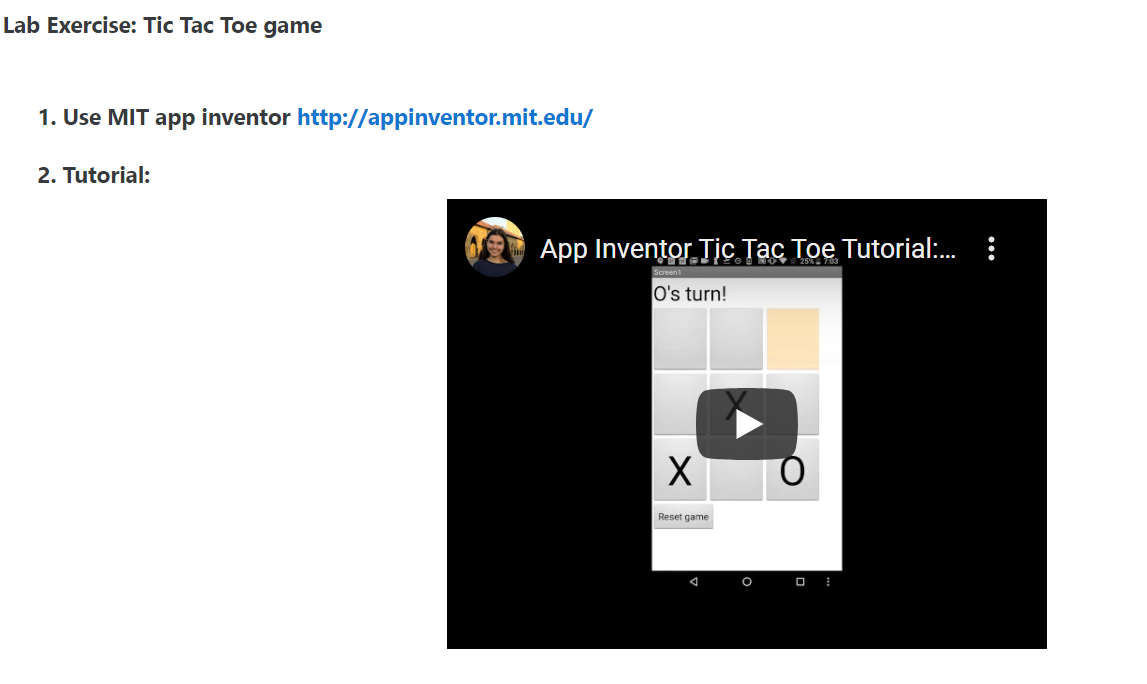 Lab Exercise: Tic Tac Toe game
1. Use MIT app inventor http://appinventor.mit.edu/
2. Tutorial:
App Inventor Tic Tac Toe Tutorial:...
25% 7:03
Screen1
O's turn!
X
X O
Reset game